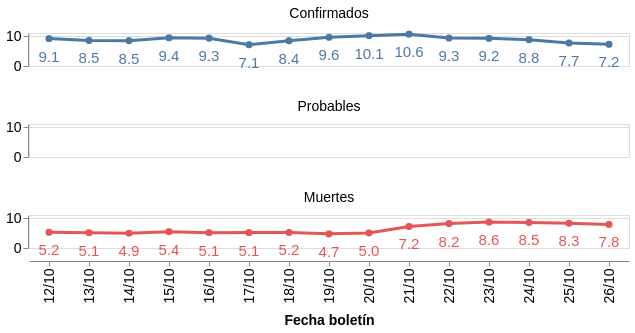 Confirmados
10
0
9.1 8.5 8.5 9.4 9.3 7.1 8.4 9.6 10.1 10.6 9.3 9.2 8.8 7.7 7.2
Probables
10
0
Muertes
10
0
5.2 5.1 4.9 5.4 5.1 5.1 5.2 4.7 5.0 7.2 8.2 8.6 8.5 8.3 7.8
12/10 13/10 14/10 15/10 16/10 17/10 18/10 19/10 20/10 21/10 22/10 23/10 24/10 25/10 26/10
Fecha boletín